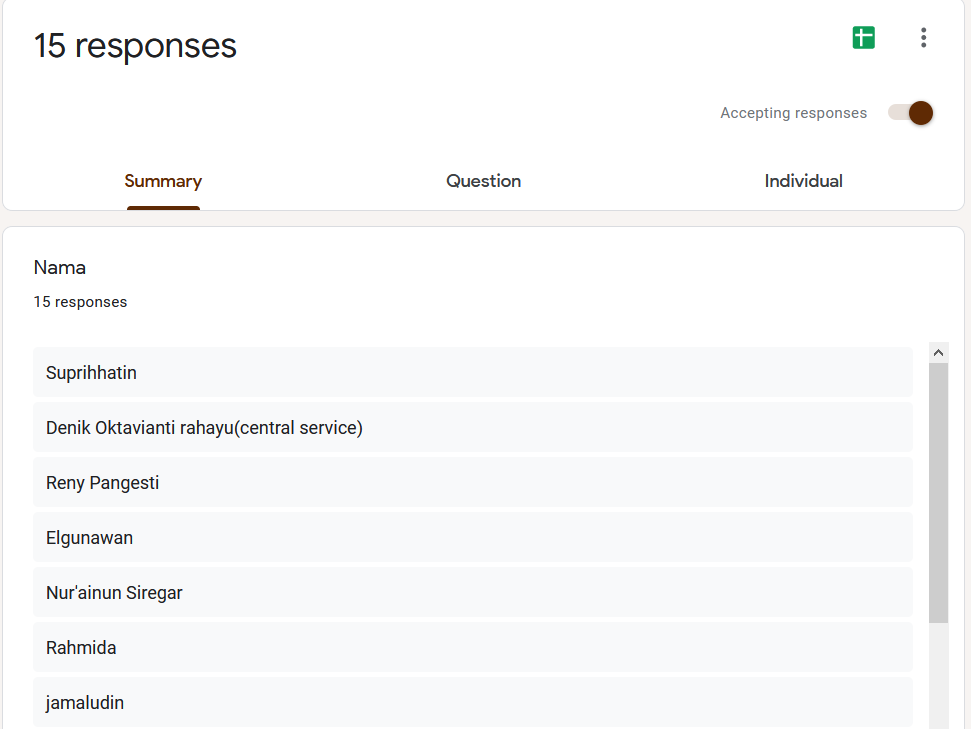 15 responses
Accepting responses
Summary
Question
Individual
Nama
15 responses
Suprihhatin
Denik Oktavianti rahayu(central service)
Reny Pangesti
Elgunawan
Nur'ainun Siregar
Rahmida
jamaludin